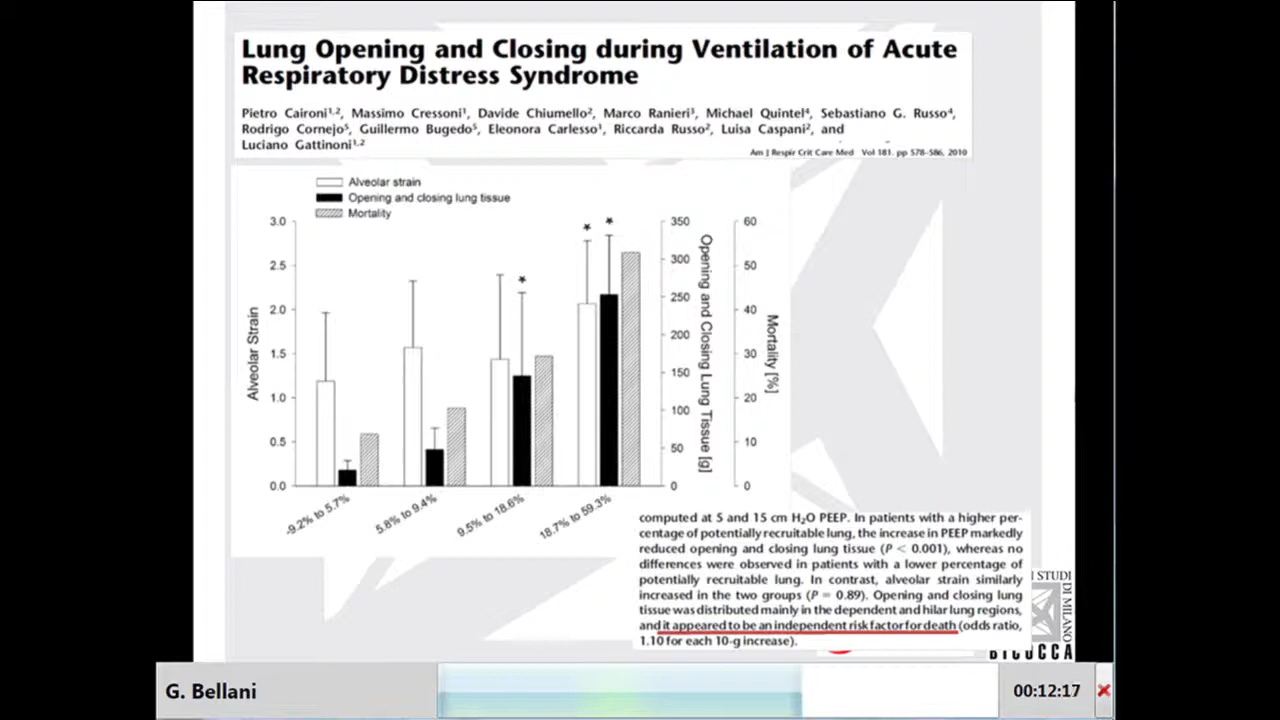 Lung Opening and Closing during Ventilation of Acute
Respiratory Distress Syndrome
Pietro Caironi1,2, Massimo Cressoni1, Davide Chiumello2, Marco Ranieri3, Michael Quintel4, Sebastiano G. Russo4,
Rodrigo Cornejo5, Guillermo Bugedo5, Eleonora Carlesso1, Riccarda Russo2, Luisa Caspani2, and
Luciano Gattinoni1,2
Am J Respir Crit Care Med Vol 181. pp 578–586, 2010
Alveolar strain
Opening and closing lung tissue
Mortality
3.0
2.5
2.0
1.5
1.0
0.5
0.0
Alveolar Strain
* * *
350
300
250
200
150
100
50
0
Opening and Closing Lung Tissue [g]
60
50
40
30
20
10
0
Mortality [%]
-9.2% to 5.7%
5.8% to 9.4%
9.5% to 18.6%
18.7% to 59.3%
computed at 5 and 15 cm H2O PEEP. In patients with a higher per-
centage of potentially recruitable lung, the increase in PEEP markedly
reduced opening and closing lung tissue (P < 0.001), whereas no
differences were observed in patients with a lower percentage of
potentially recruitable lung. In contrast, alveolar strain similarly
increased in the two groups (P = 0.89). Opening and closing lung
tissue was distributed mainly in the dependent and hilar lung regions,
and it appeared to be an independent risk factor for death (odds ratio,
1.10 for each 10-g increase).
STUDI
DI MILANO
BICOCCA
G. Bellani
00:12:17